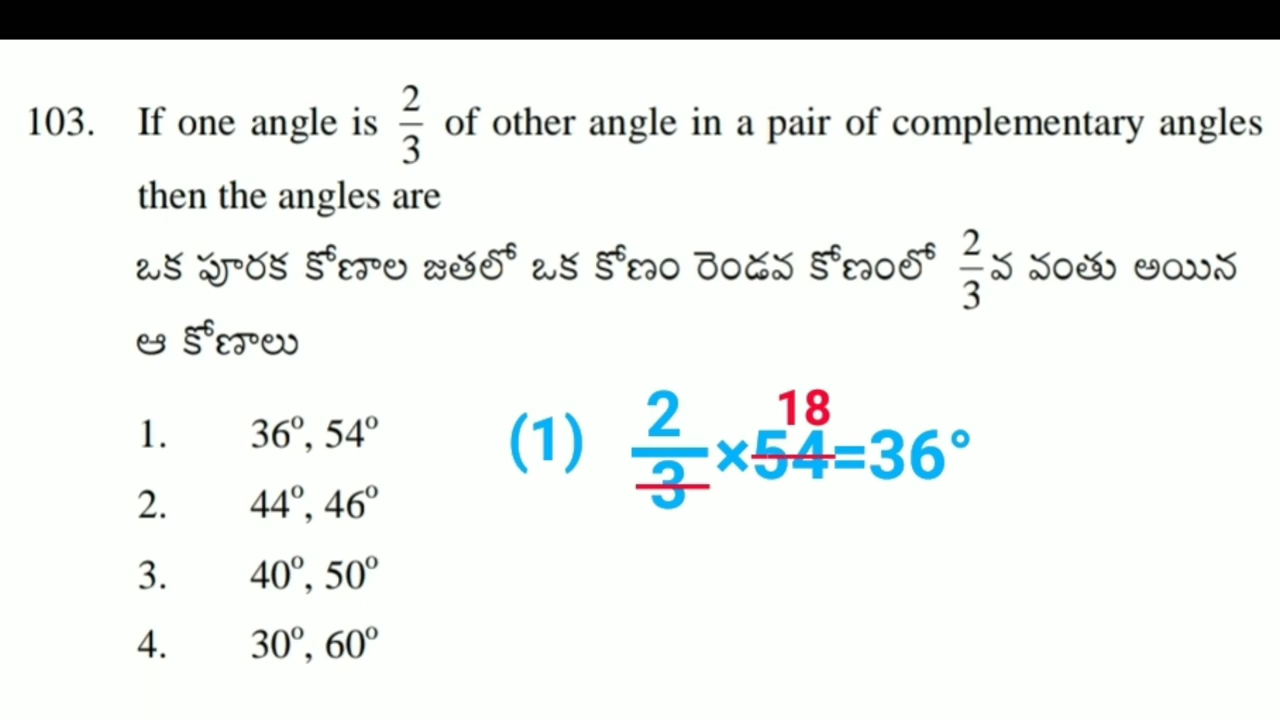 103. If one angle is 2/3 of other angle in a pair of complementary angles
then the angles are
ఒక పూరక కోణాల జతలో ఒక కోణం రెండవ కోణంలో 2/3 వ వంతు అయిన
ఆ కోణాలు
1. 36°, 54°
2. 44°, 46°
3. 40°, 50°
4. 30°, 60°
18
(1) 2/3 ×54=36°